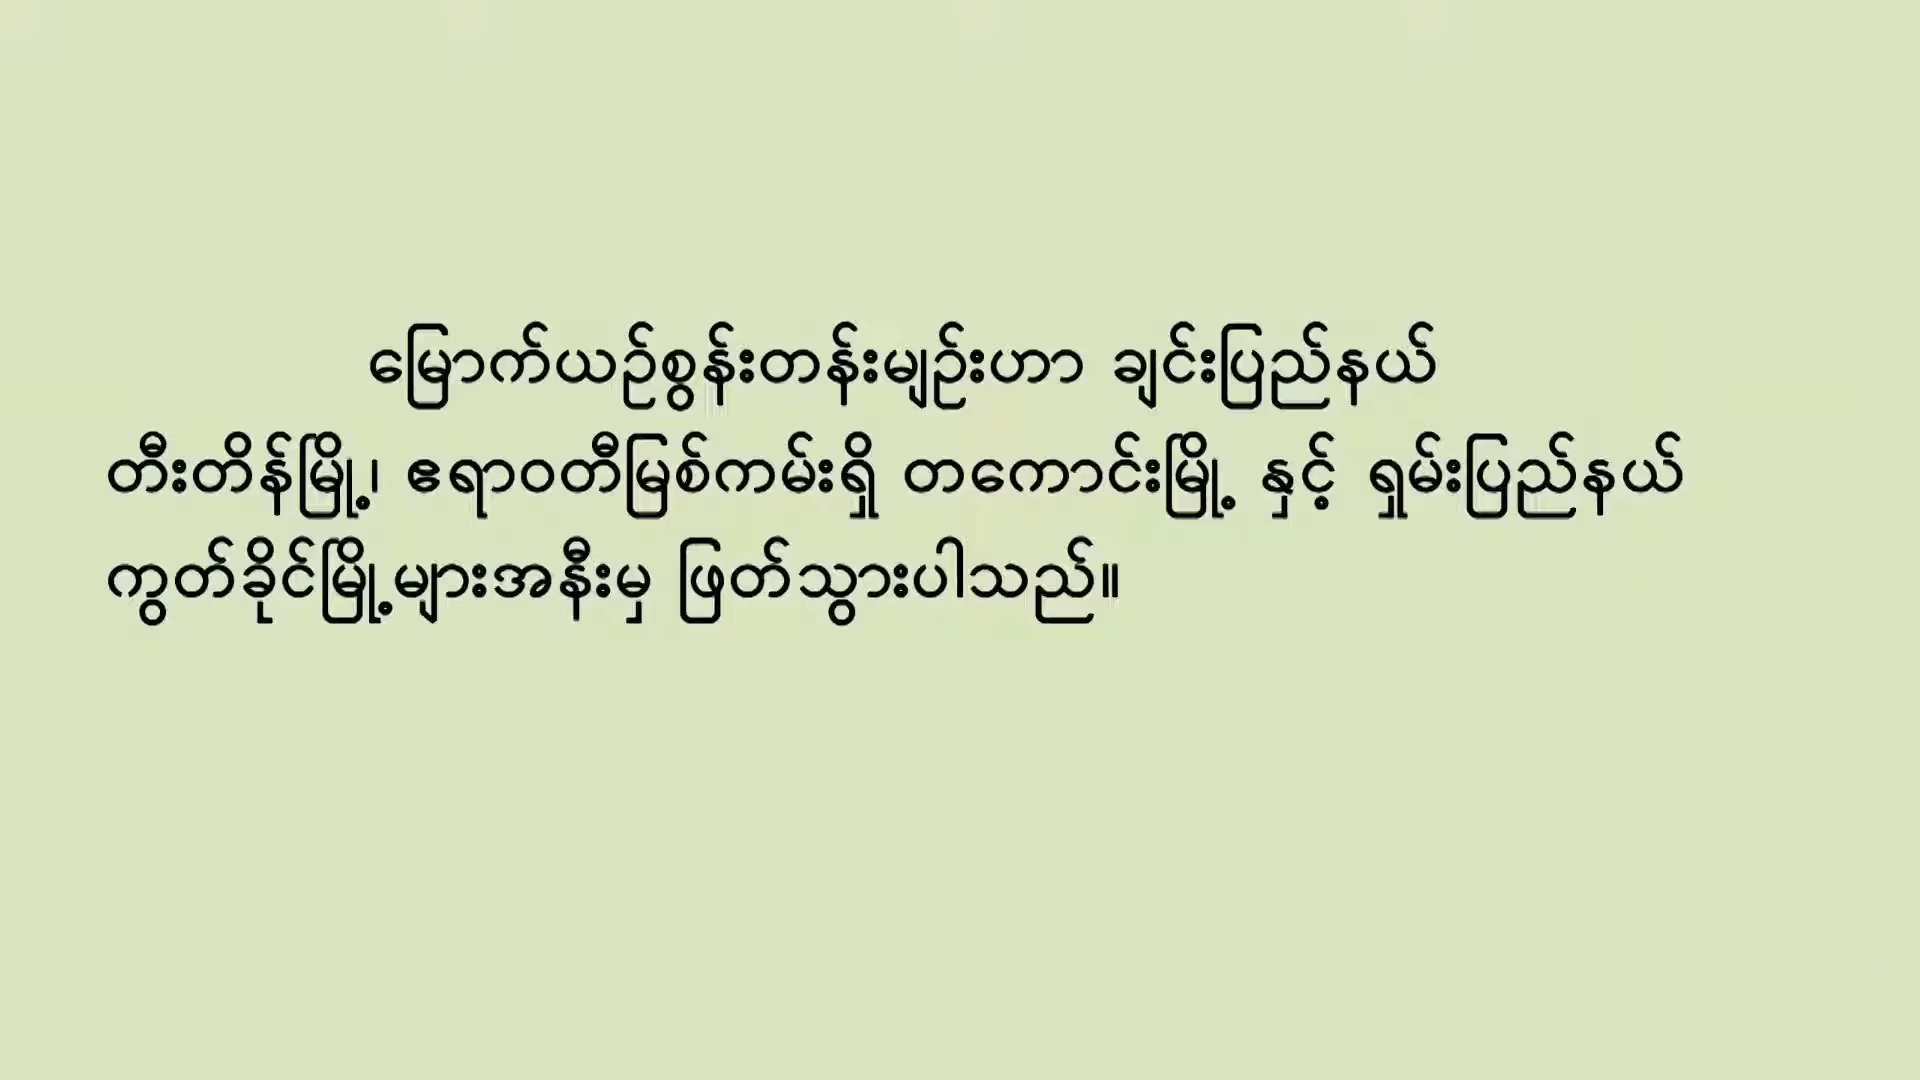 မြောက်ယဉ်စွန်းတန်းမျဉ်းဟာ ချင်းပြည်နယ်
တီးတိန်မြို့၊ ဧရာဝတီမြစ်ကမ်းရှိ တကောင်းမြို့ နှင့် ရှမ်းပြည်နယ်
ကွတ်ခိုင်မြို့များအနီးမှ ဖြတ်သွားပါသည်။